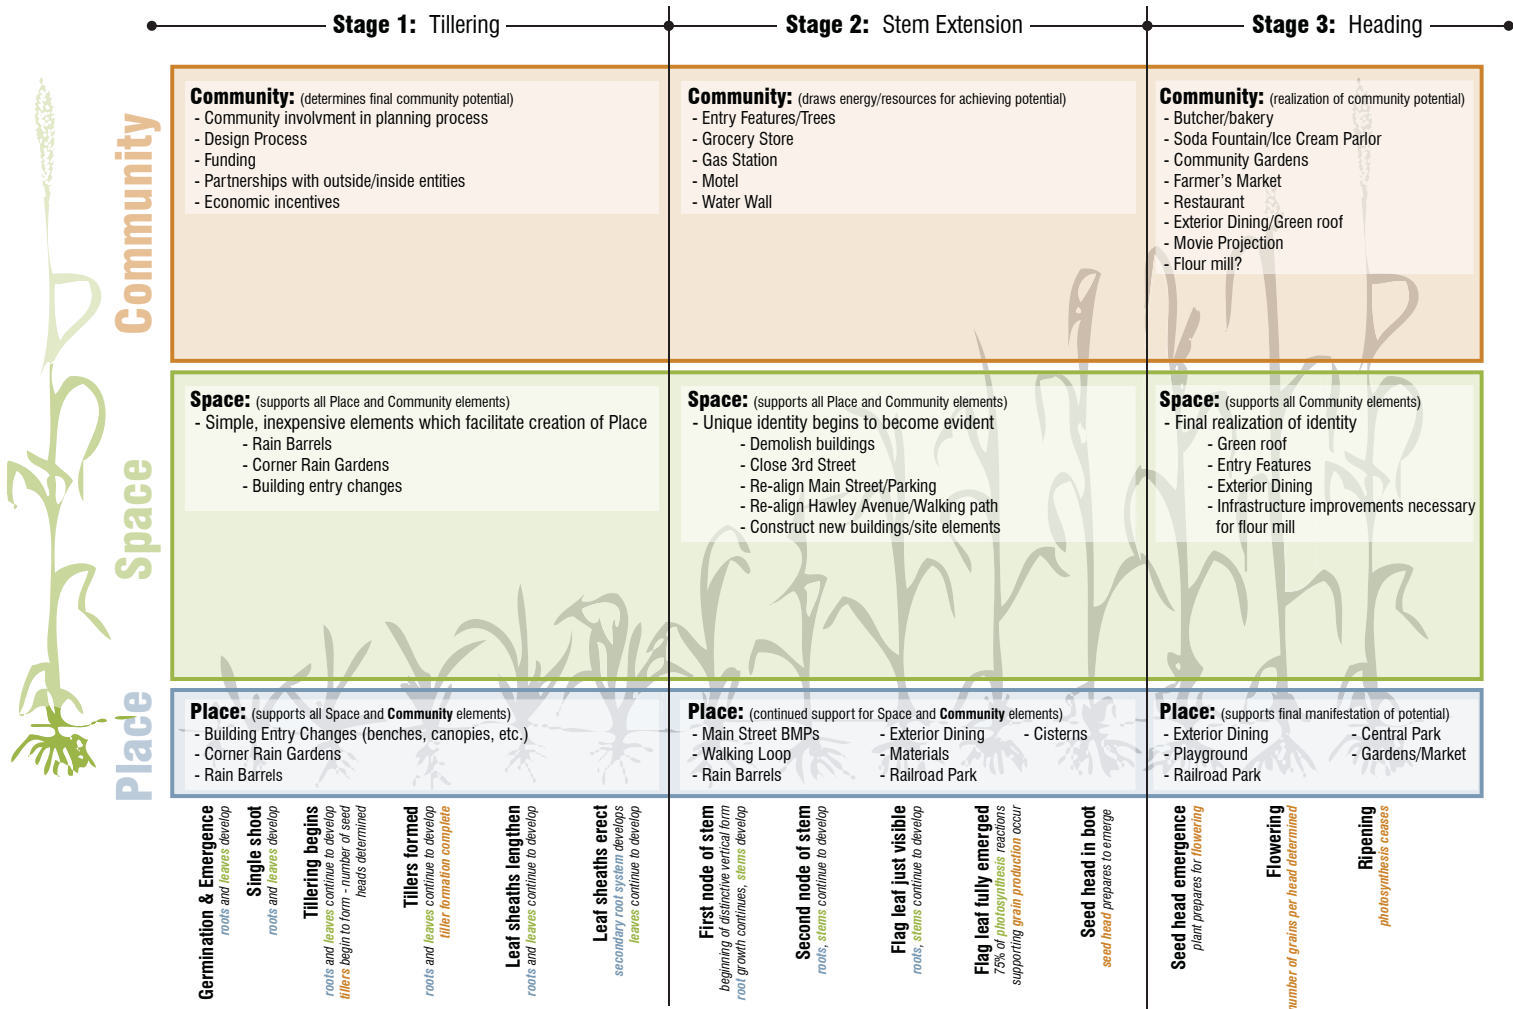 Stage 1: Tillering
Stage 2: Stem Extension
Stage 3: Heading
Community
Community: (determines final community potential)
- Community involvment in planning process
- Design Process
- Funding
- Partnerships with outside/inside entities
- Economic incentives
Community: (draws energy/resources for achieving potential)
- Entry Features/Trees
- Grocery Store
- Gas Station
- Motel
- Water Wall
Community: (realization of community potential)
- Butcher/bakery
- Soda Fountain/Ice Cream Parlor
- Community Gardens
- Farmer's Market
- Restaurant
- Exterior Dining/Green roof
- Movie Projection
- Flour mill?
Space
Space: (supports all Place and Community elements)
- Simple, inexpensive elements which facilitate creation of Place
- Rain Barrels
- Corner Rain Gardens
- Building entry changes
Space: (supports all Place and Community elements)
- Unique identity begins to become evident
- Demolish buildings
- Close 3rd Street
- Re-align Main Street/Parking
- Re-align Hawley Avenue/Walking path
- Construct new buildings/site elements
Space: (supports all Community elements)
- Final realization of identity
- Green roof
- Entry Features
- Exterior Dining
- Infrastructure improvements necessary
for flour mill
Place
Place: (supports all Space and Community elements)
- Building Entry Changes (benches, canopies, etc.)
- Corner Rain Gardens
- Rain Barrels
Place: (continued support for Space and Community elements)
- Main Street BMPs
- Walking Loop
- Rain Barrels
- Exterior Dining
- Materials
- Railroad Park
- Cisterns
Place: (supports final manifestation of potential)
- Exterior Dining
- Playground
- Railroad Park
- Central Park
- Gardens/Market
Germination & Emergence
roots and leaves develop
Single shoot
roots and leaves develop
Tillering begins
roots and leaves continue to develop
tillers begin to form - number of seed
heads determined
Tillers formed
roots and leaves continue to develop
tiller formation complete
Leaf sheaths lengthen
roots and leaves continue to develop
Leaf sheaths erect
secondary root system develops
leaves continue to develop
First node of stem
beginning of distinctive vertical form
root growth continues, stems develop
Second node of stem
roots, stems continue to develop
Flag leaf just visible
roots, stems continue to develop
Flag leaf fully emerged
75% of photosynthesis reactions
supporting grain production occur
Seed head in boot
seed head prepares to emerge
Seed head emergence
plant prepares for flowering
Flowering
number of grains per head determined
Ripening
photosynthesis ceases